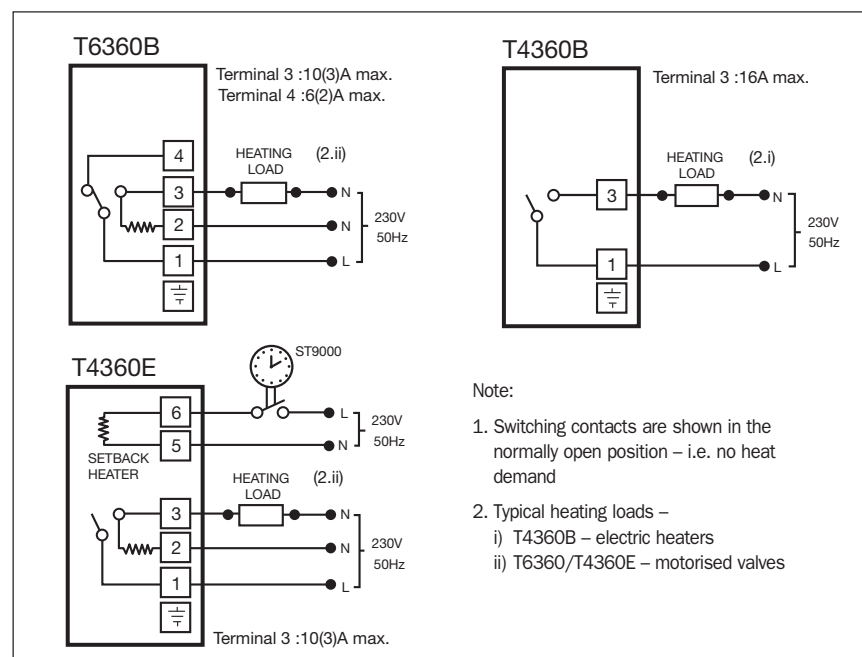 T6360B
Terminal 3 :10(3)A max.
Terminal 4 :6(2)A max.
4
HEATING
LOAD
(2.ii)
3
N
2
N
230V
50Hz
1
L
T4360B
Terminal 3 :16A max.
HEATING
LOAD
(2.i)
3
N
230V
50Hz
1
L
T4360E
ST9000
6
L
230V
50Hz
5
N
SETBACK
HEATER
HEATING
LOAD
(2.ii)
3
N
2
N
230V
50Hz
1
L
Terminal 3 :10(3)A max.
Note:
1. Switching contacts are shown in the
normally open position – i.e. no heat
demand
2. Typical heating loads –
i) T4360B – electric heaters
ii) T6360/T4360E – motorised valves